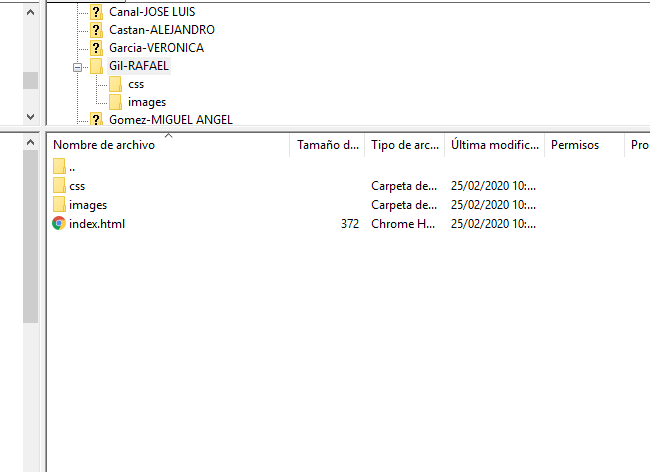 Canal-JOSE LUIS
Castan-ALEJANDRO
Garcia-VERONICA
Gil-RAFAEL
css
images
Gomez-MIGUEL ANGEL
Nombre de archivo Tamaño d... Tipo de arc... Última modific... Permisos Pro
..
css Carpeta de... 25/02/2020 10:...
images Carpeta de... 25/02/2020 10:...
index.html 372 Chrome H... 25/02/2020 10:...